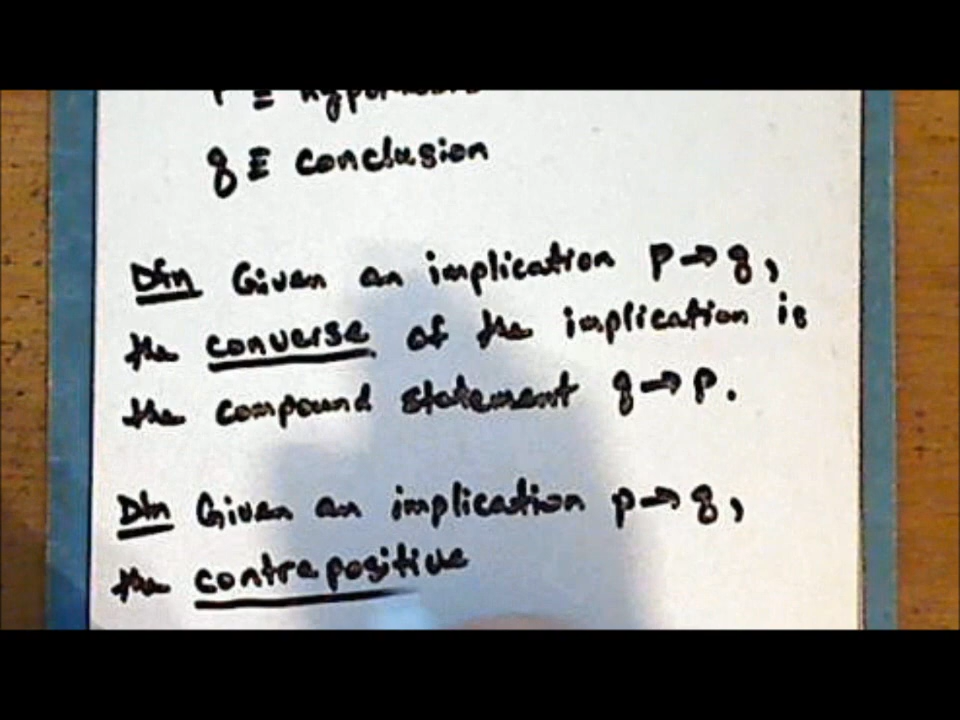 q ≡ conclusion
Dfn Given an implication p→q,
the converse of the implication is
the compound statement q→p.
Dfn Given an implication p→q,
the contrapositive